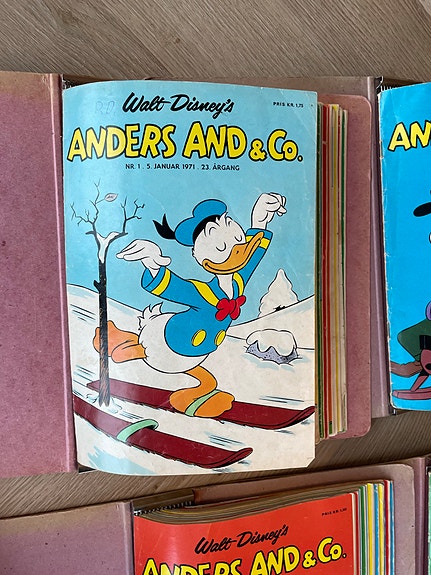 Walt Disney's
PRIS KR. 1,75
ANDERS AND & Co.
NR. 1 . 5. JANUAR 1971 . 23. ÅRGANG
AN
Walt Disney's
ANDERS AND & Co.